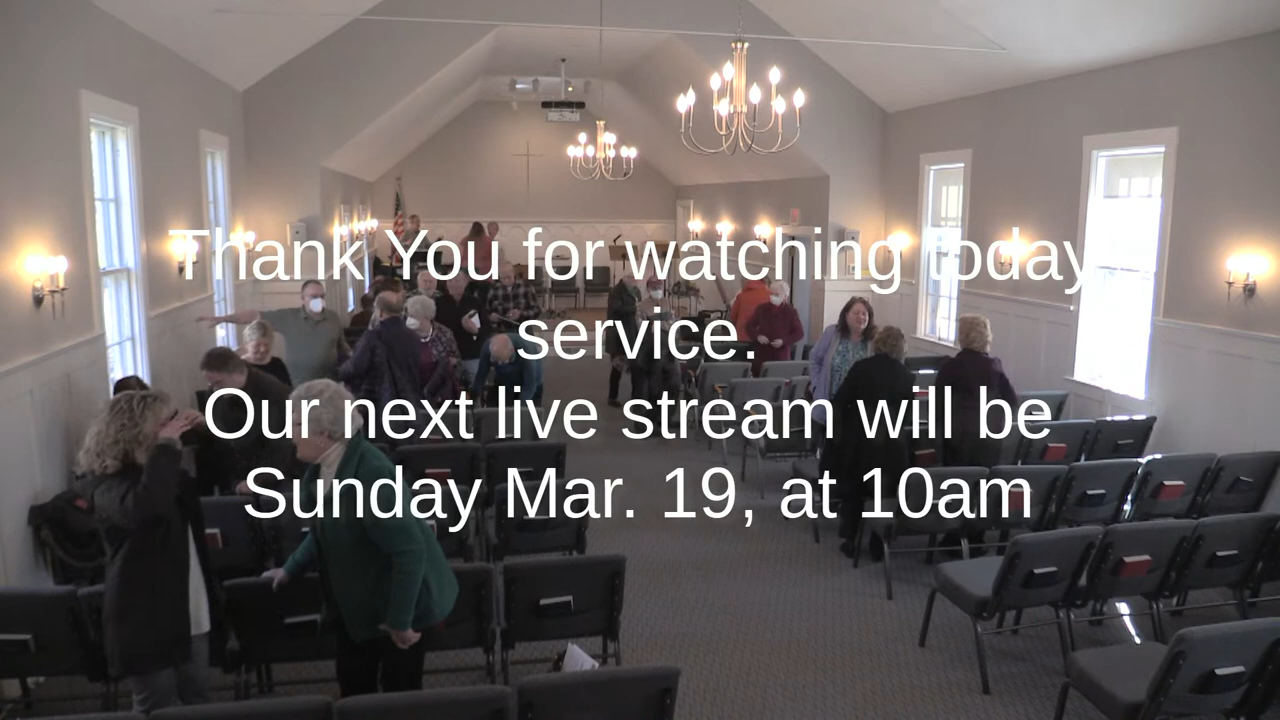 Thank You for watching today
service.
Our next live stream will be
Sunday Mar. 19, at 10am